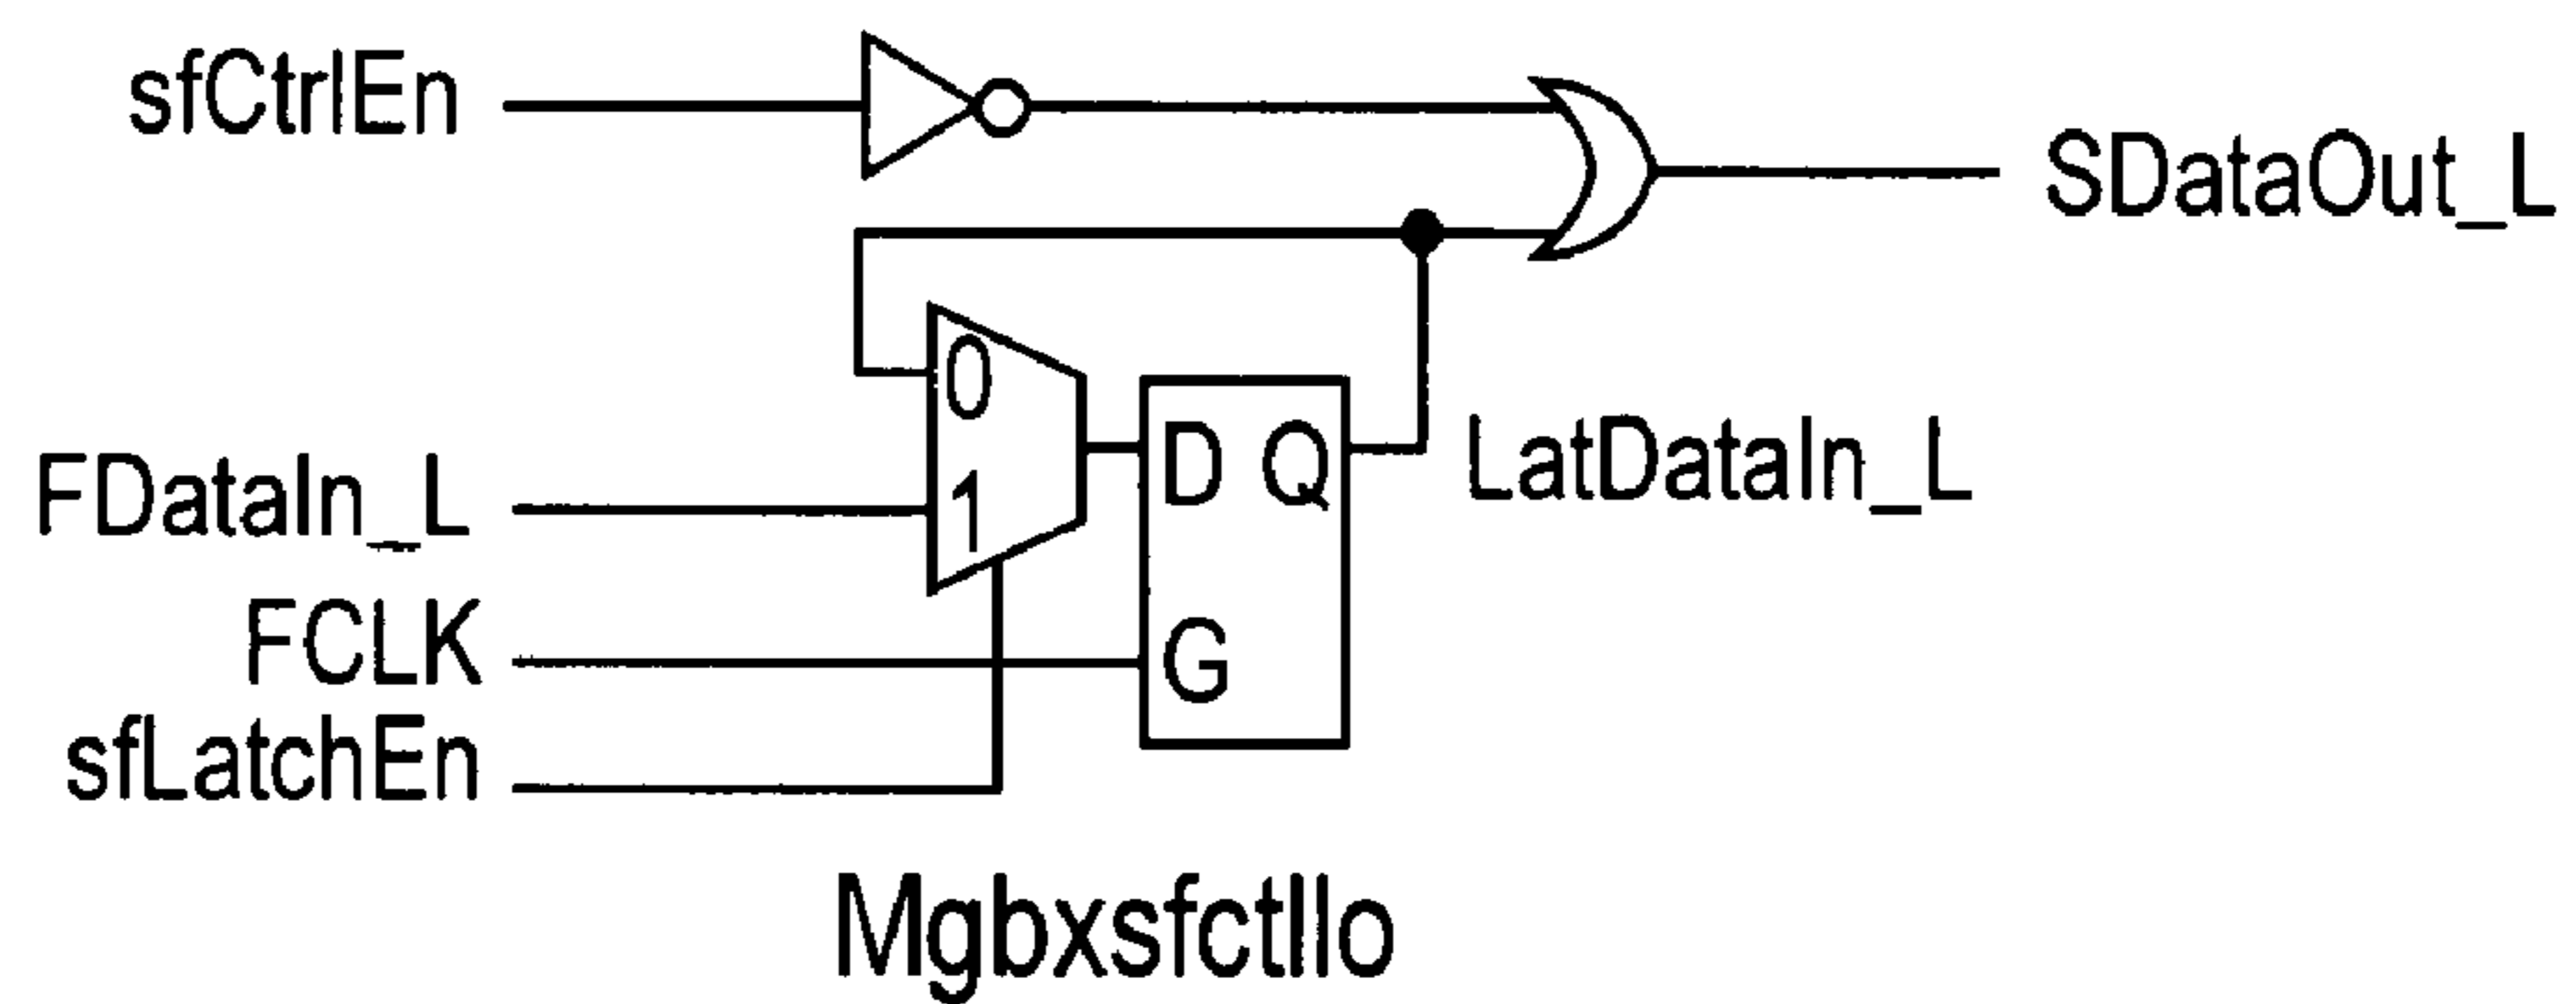 sfCtrlEn
SDataOut_L
0
FDataIn_L
1
D Q
LatDataIn_L
FCLK
G
sfLatchEn
Mgbxsfctllo